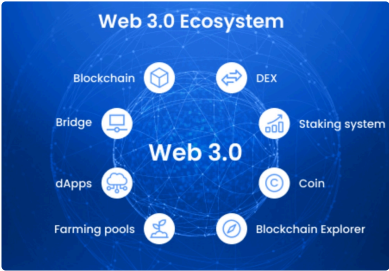 Web 3.0 Ecosystem
Blockchain
DEX
Bridge
Staking system
Web 3.0
dApps
Coin
Farming pools
Blockchain Explorer